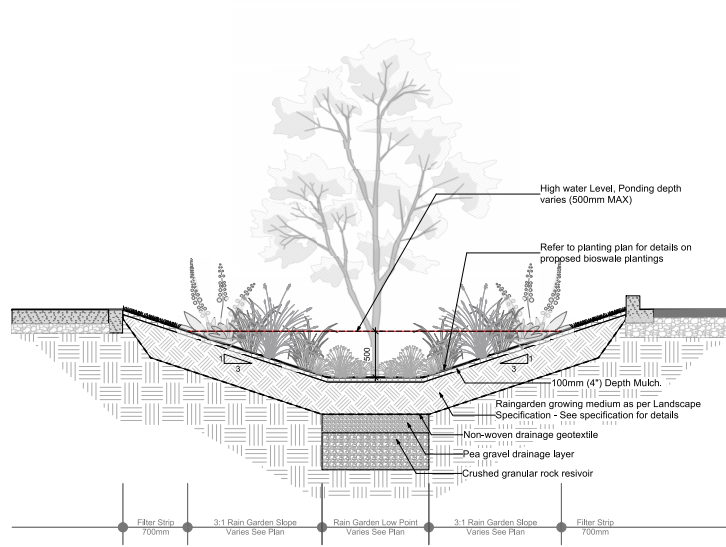 High water Level, Ponding depth
varies (500mm MAX)
Refer to planting plan for details on
proposed bioswale plantings
500
1
3
1
3
100mm (4") Depth Mulch.
Raingarden growing medium as per Landscape
Specification - See specification for details
Non-woven drainage geotextile
Pea gravel drainage layer
Crushed granular rock resivoir
Filter Strip
700mm
3:1 Rain Garden Slope
Varies See Plan
Rain Garden Low Point
Varies See Plan
3:1 Rain Garden Slope
Varies See Plan
Filter Strip
700mm